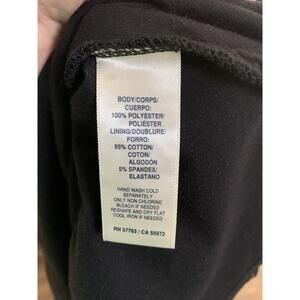 BODY/CORPS/
CUERPO:
100% POLYESTER/
POLIÉSTER
LINING/DOUBLURE/
FORRO:
95% COTTON/
COTON/
ALGODÓN
5% SPANDEX/
ELASTANO
HAND WASH COLD
SEPARATELY
ONLY NON-CHLORINE
BLEACH IF NEEDED
RESHAPE AND DRY FLAT
COOL IRON IF NEEDED
RN 37763 / CA 55972